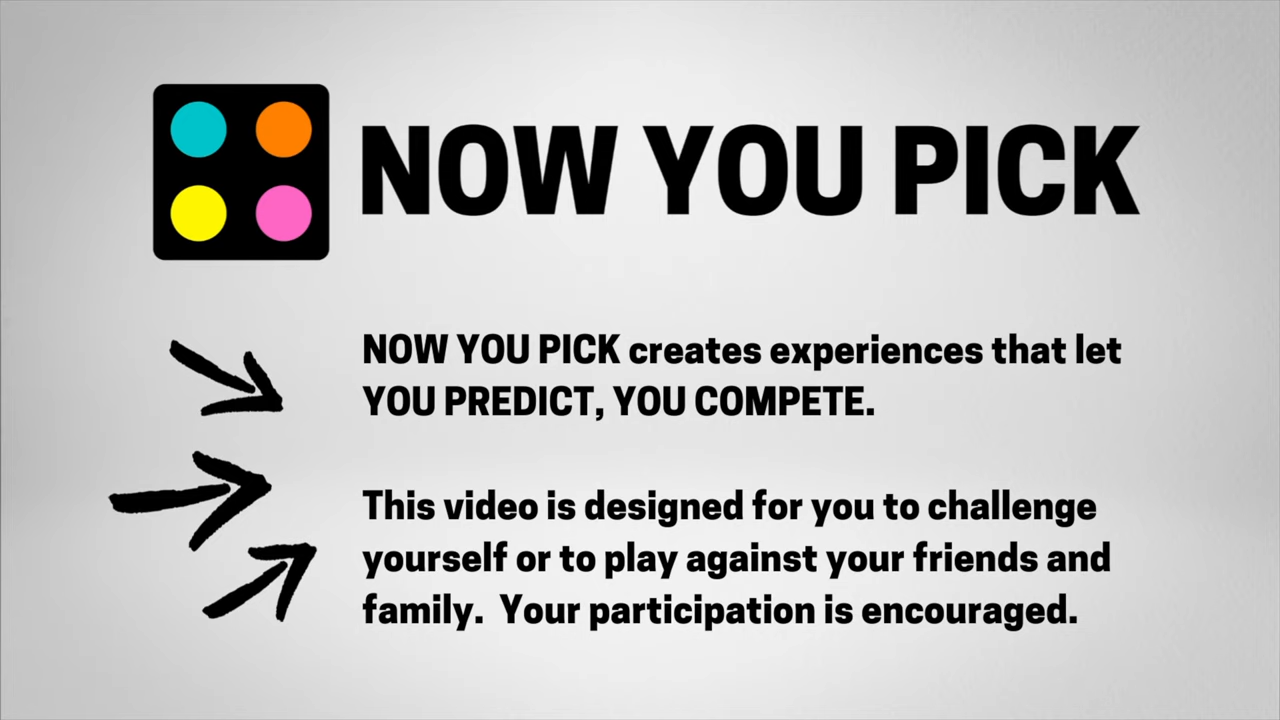 NOW YOU PICK
NOW YOU PICK creates experiences that let
YOU PREDICT, YOU COMPETE.
This video is designed for you to challenge
yourself or to play against your friends and
family.  Your participation is encouraged.